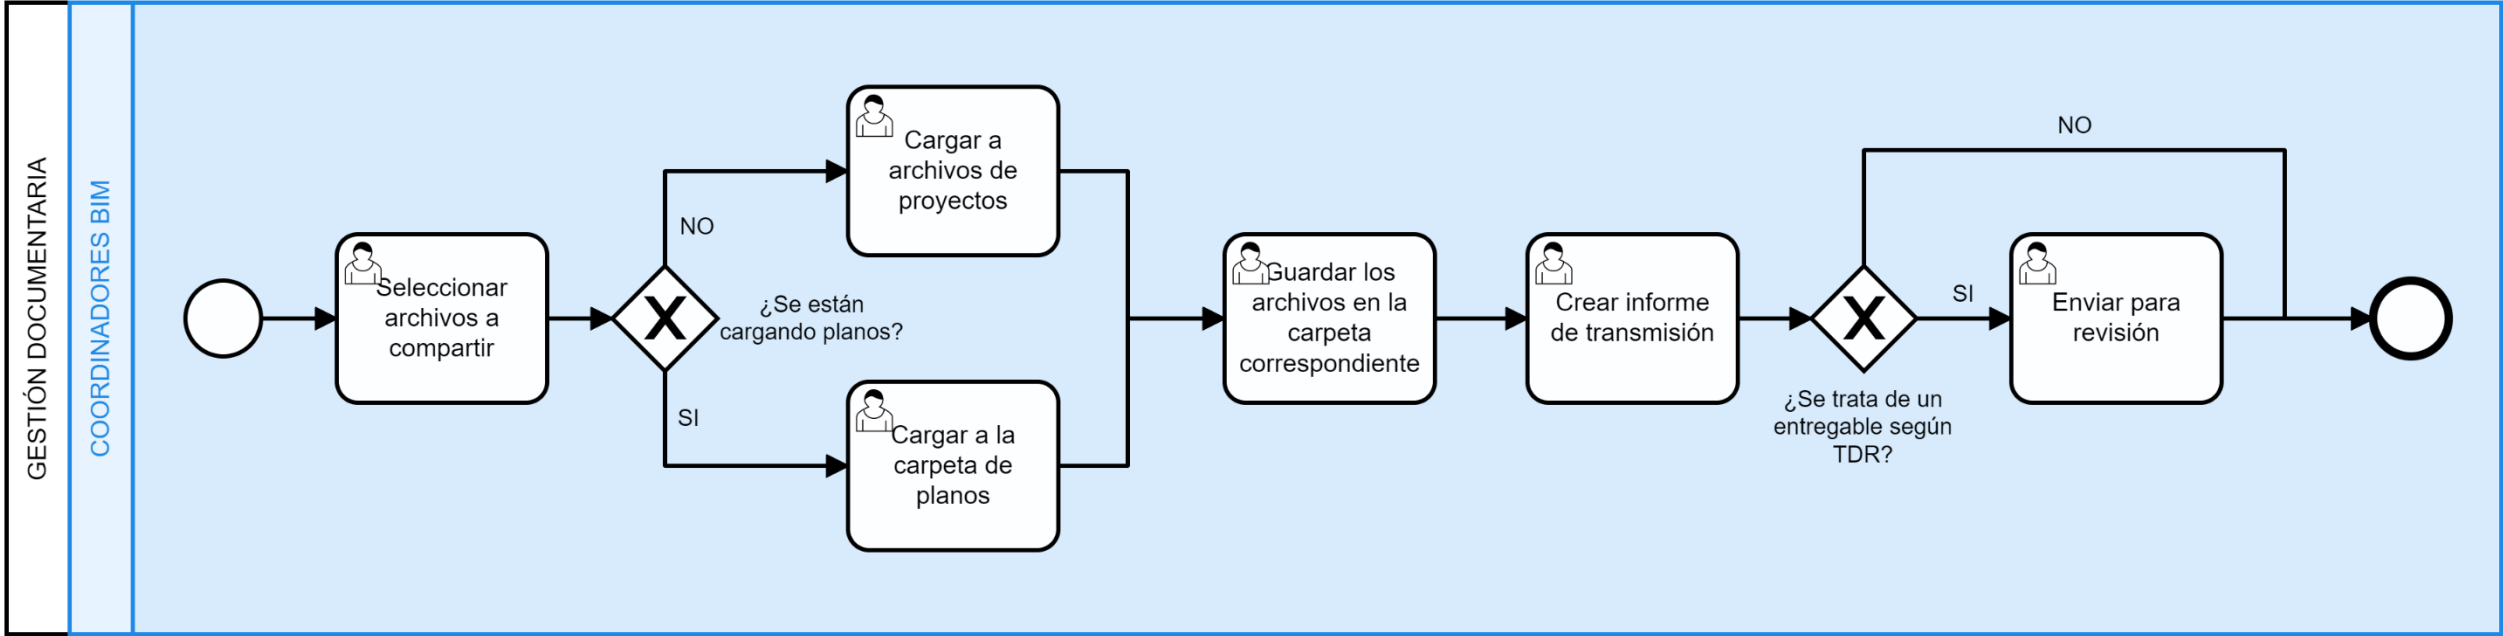 GESTIÓN DOCUMENTARIA
COORDINADORES BIM
Seleccionar
archivos a
compartir
NO
¿Se están
cargando planos?
SI
Cargar a
archivos de
proyectos
Cargar a la
carpeta de
planos
Guardar los
archivos en la
carpeta
correspondiente
Crear informe
de transmisión
NO
SI
¿Se trata de un
entregable según
TDR?
Enviar para
revisión